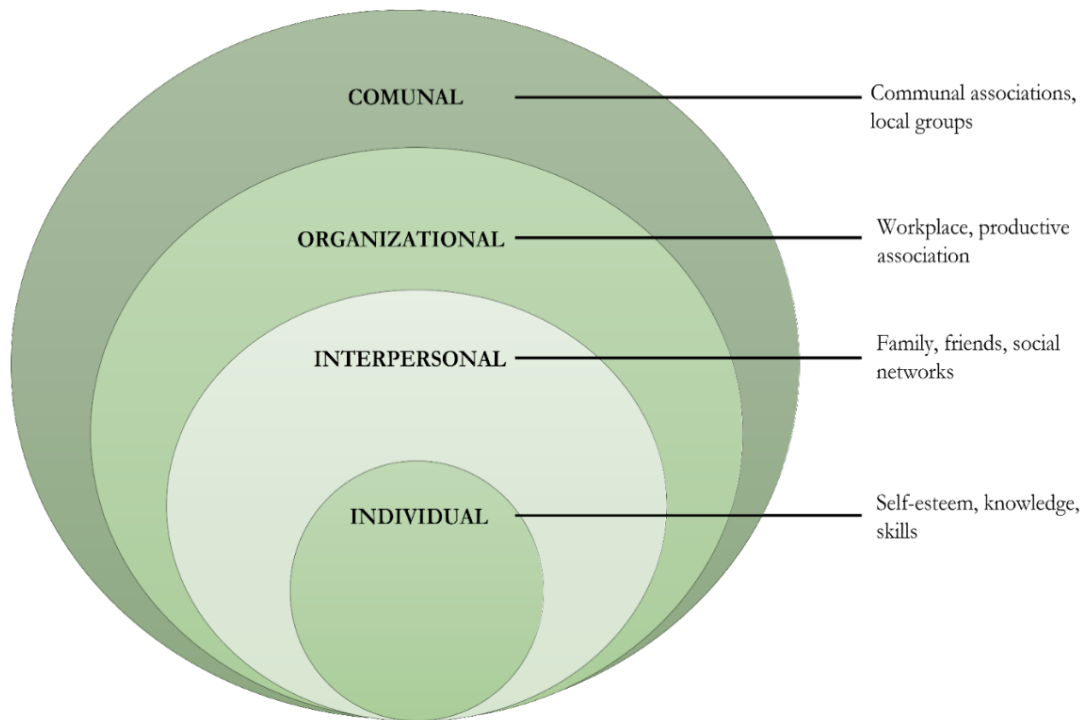 COMUNAL
Communal associations,
local groups
ORGANIZATIONAL
Workplace, productive
association
INTERPERSONAL
Family, friends, social
networks
INDIVIDUAL
Self-esteem, knowledge,
skills